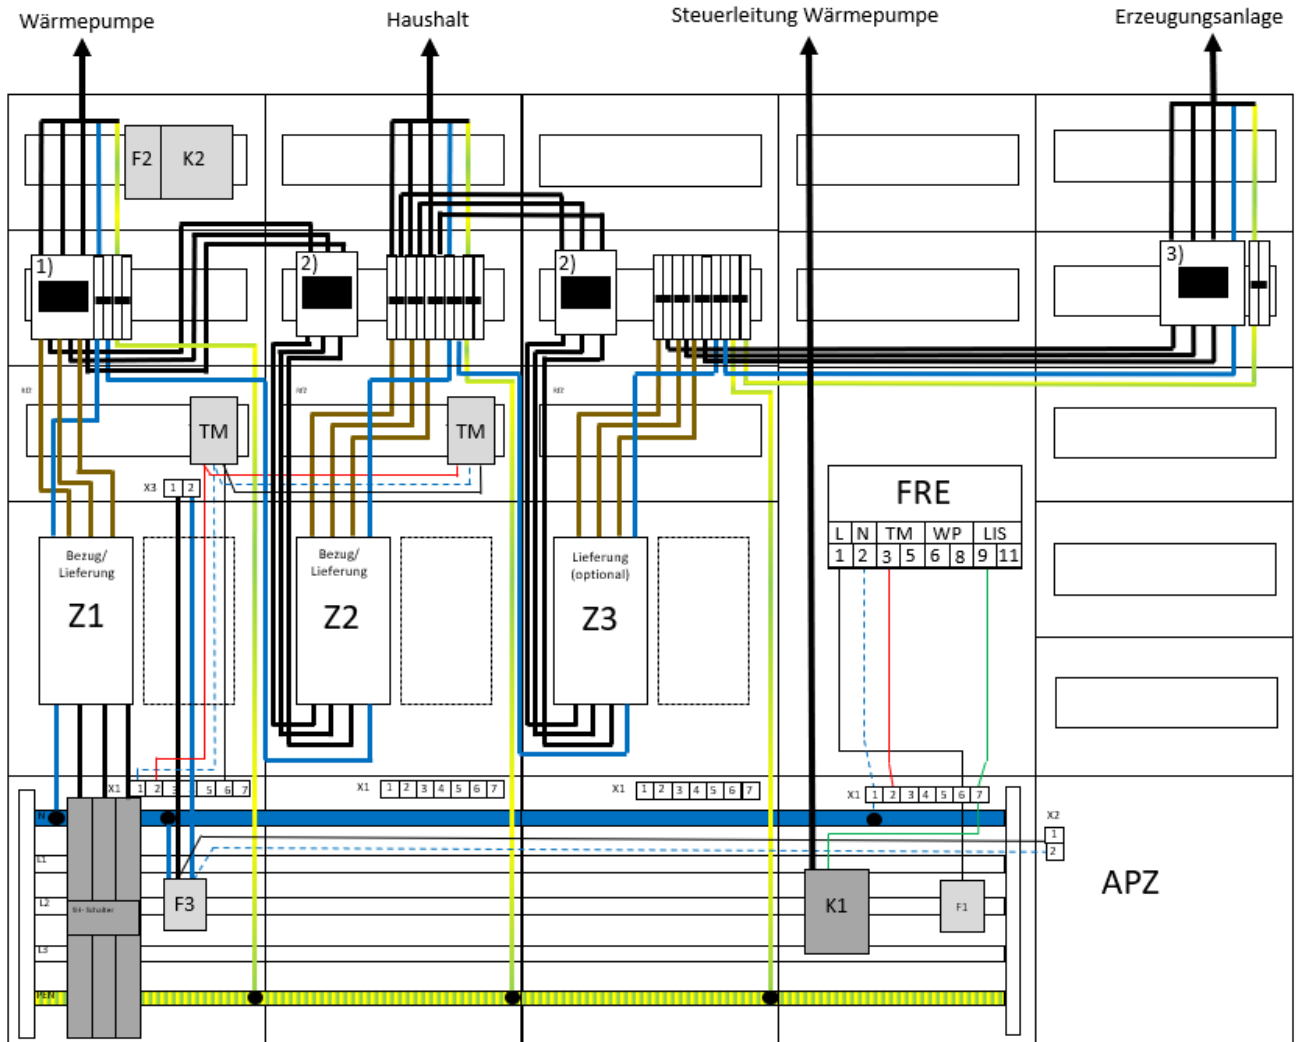 Wärmepumpe
Haushalt
Steuerleitung Wärmepumpe
Erzeugungsanlage
F2 K2
1)
2)
2)
3)
TM
TM
X3 1 2
FRE
L N TM WP LIS
1 2 3 5 6 8 9 11
Bezug/
Lieferung
Z1
Bezug/
Lieferung
Z2
Lieferung
(optional)
Z3
X1 1 2 3 5 6 7
X1 1 2 3 4 5 6 7
X1 1 2 3 4 5 6 7
X1 1 2 3 4 5 6 7
N
X2
1
2
L1
L2
L3
PEN
SH- Schalter
F3
K1
F1
APZ